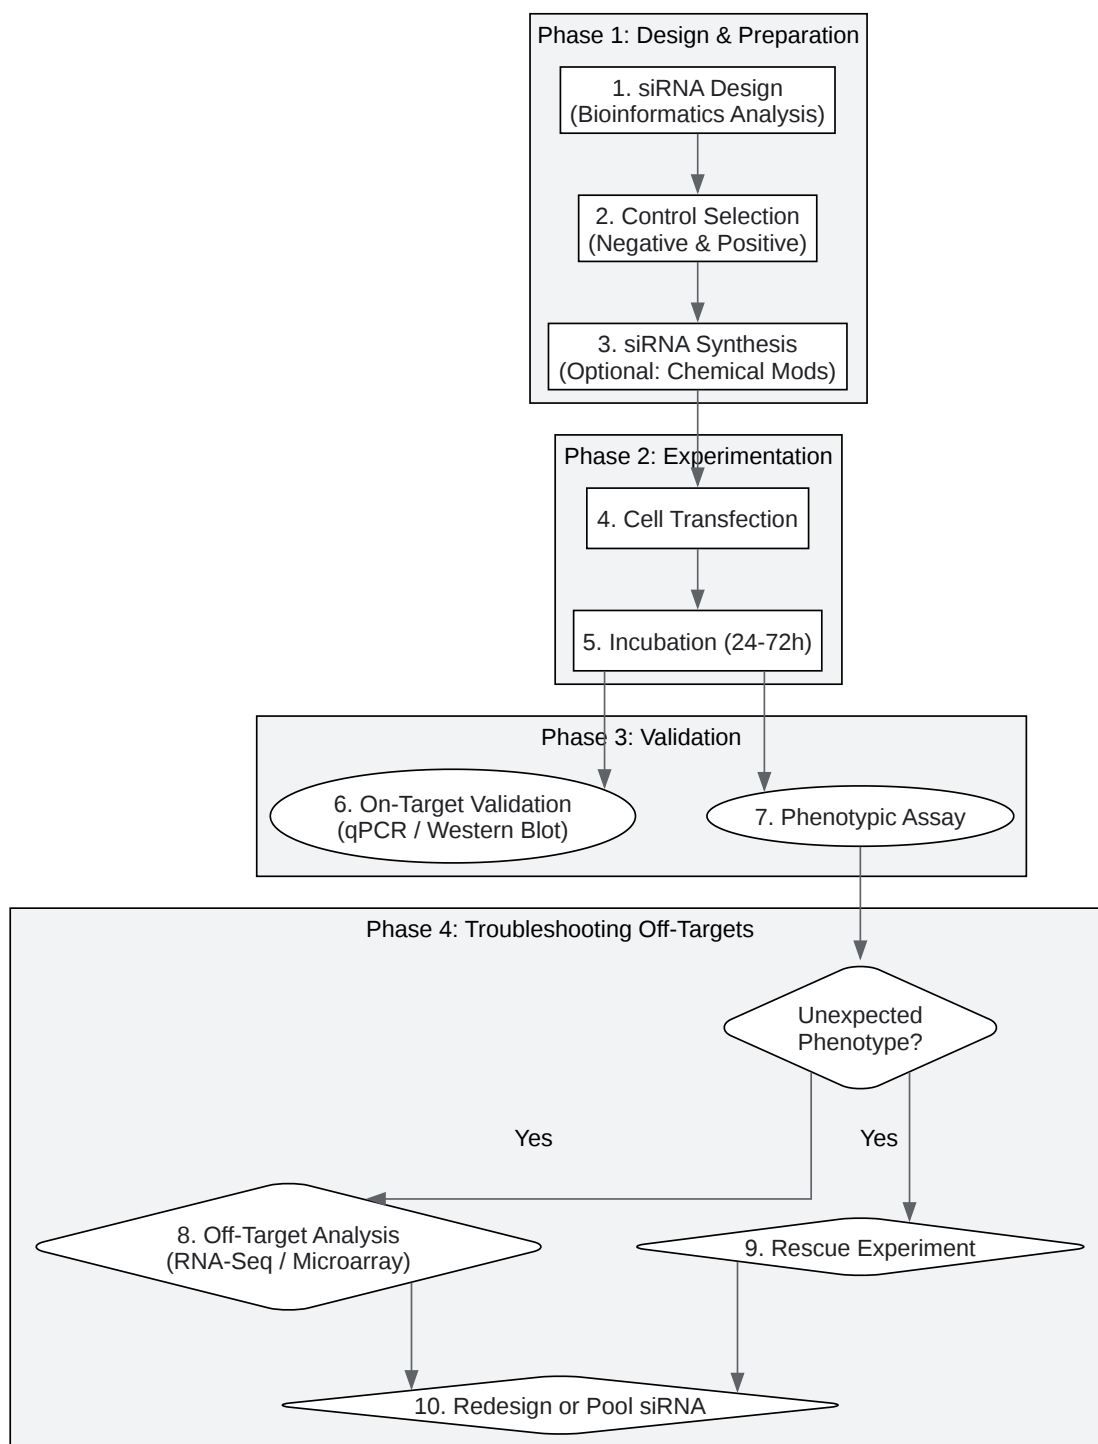 Phase 1: Design & Preparation
1. siRNA Design
(Bioinformatics Analysis)
2. Control Selection
(Negative & Positive)
3. siRNA Synthesis
(Optional: Chemical Mods)
Phase 2: Experimentation
4. Cell Transfection
5. Incubation (24-72h)
Phase 3: Validation
6. On-Target Validation
(qPCR / Western Blot)
7. Phenotypic Assay
Phase 4: Troubleshooting Off-Targets
Unexpected
Phenotype?
Yes
Yes
8. Off-Target Analysis
(RNA-Seq / Microarray)
9. Rescue Experiment
10. Redesign or Pool siRNA